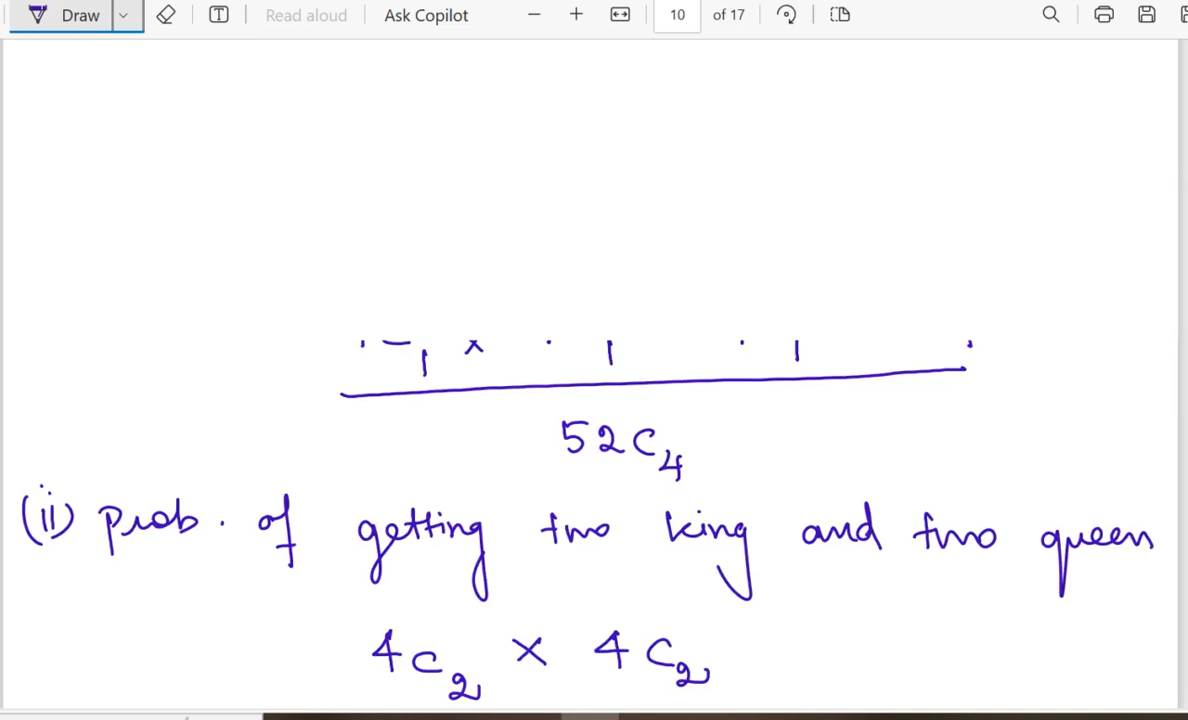 Draw Read aloud Ask Copilot 10 of 17
52C4
(ii) prob. of getting two king and two queen
4C2 × 4C2